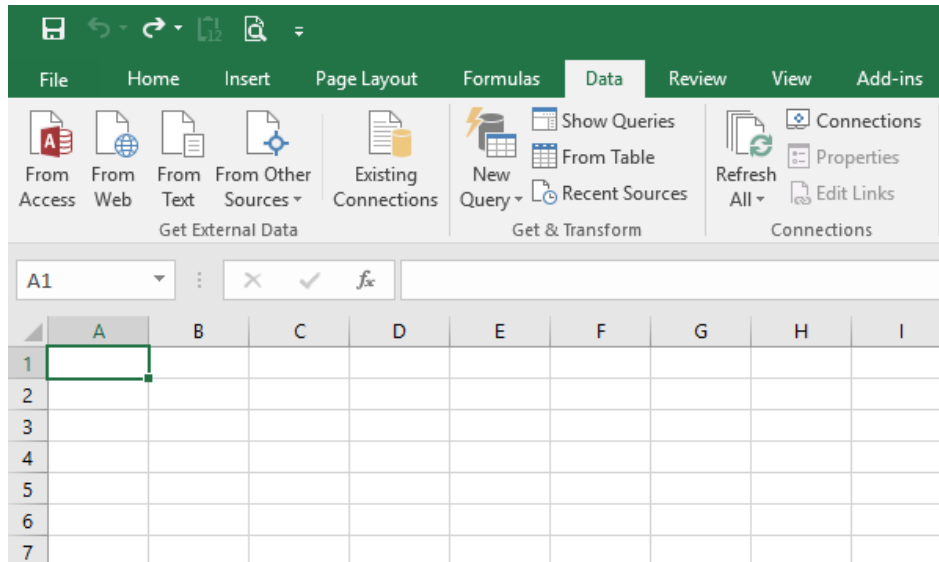 12
File Home Insert Page Layout Formulas Data Review View Add-ins
Show Queries Connections
From Table Properties
From From From From Other Existing New Refresh
Recent Sources Edit Links
Access Web Text Sources Connections Query All
Get External Data Get & Transform Connections
A1 fx
A B C D E F G H I
1
2
3
4
5
6
7